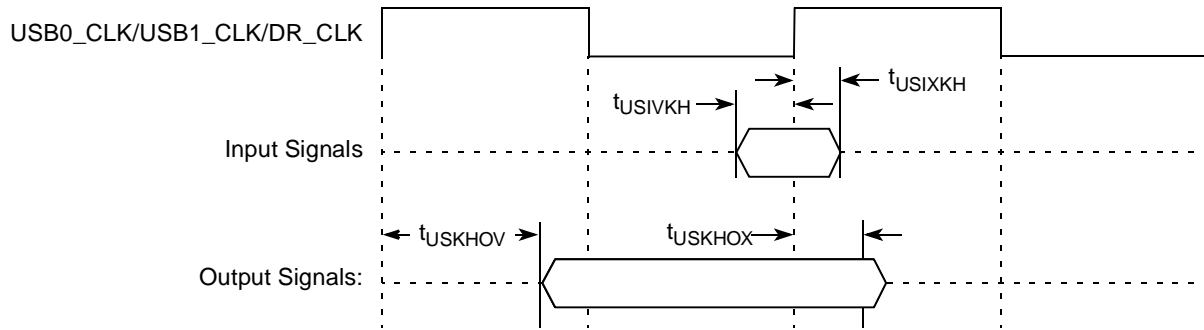 USB0_CLK/USB1_CLK/DR_CLK
tUSIXKH
tUSIVKH
Input Signals
tUSKHOV
tUSKHOX
Output Signals: